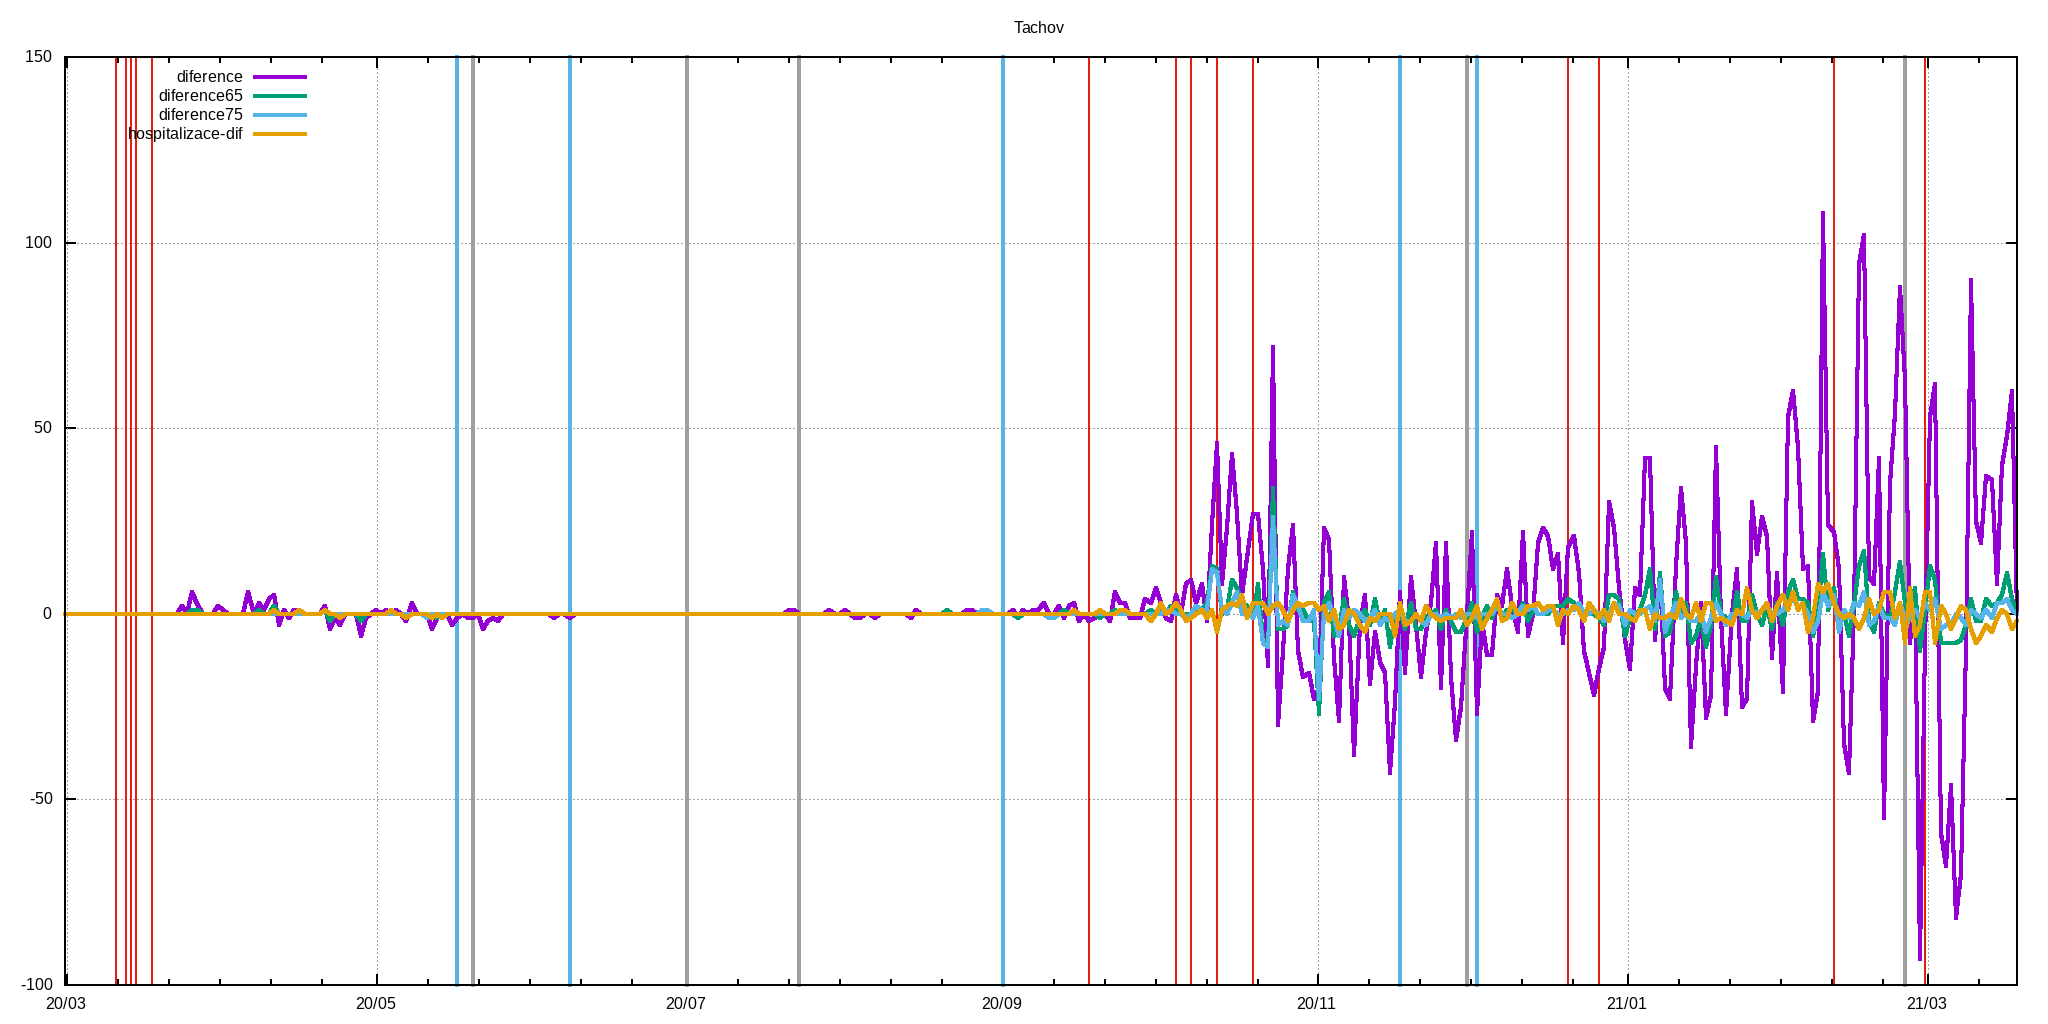 Tachov
150
diference
diference65
diference75
hospitalizace-dif
100
50
0
-50
-100
20/03 20/05 20/07 20/09 20/11 21/01 21/03